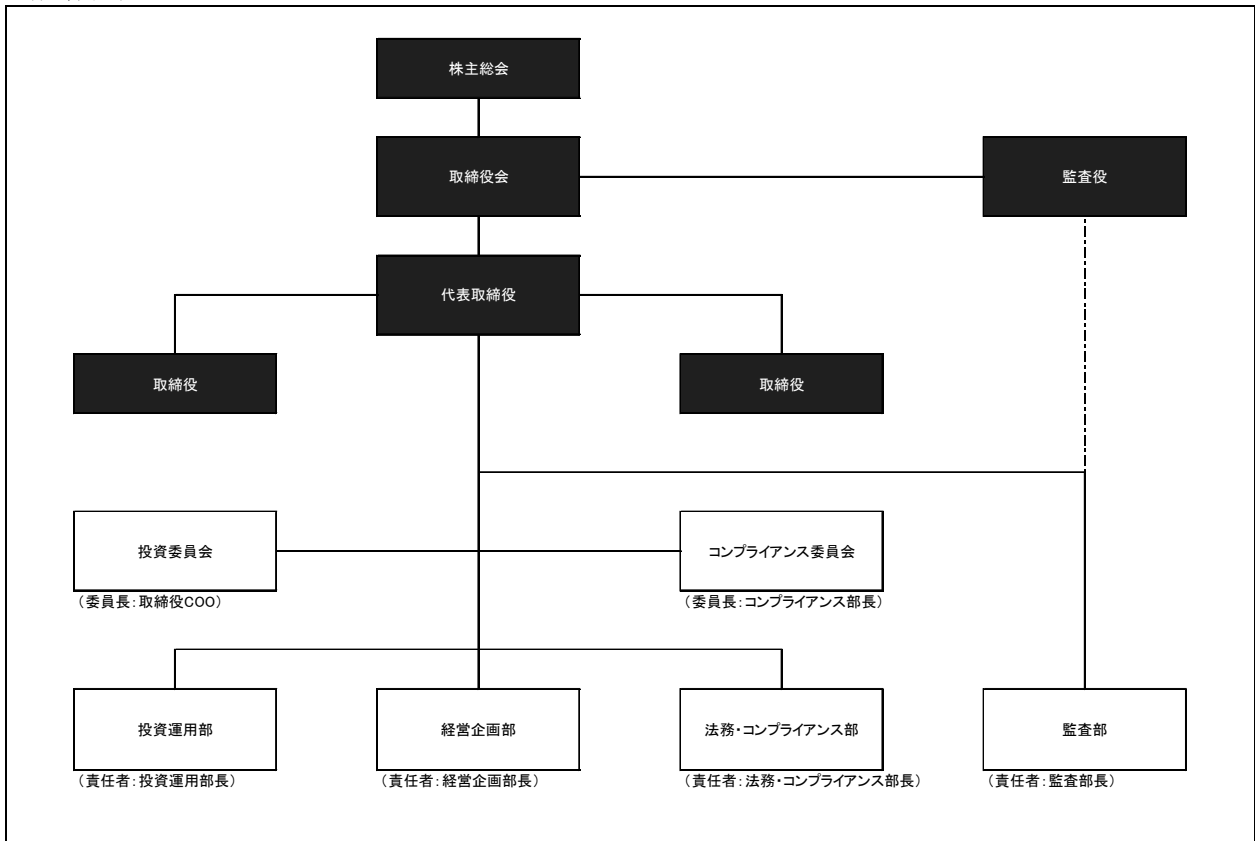 株主総会
取締役会
監査役
代表取締役
取締役
取締役
投資委員会
コンプライアンス委員会
（委員長：取締役COO）
（委員長：コンプライアンス部長）
投資運用部
経営企画部
法務・コンプライアンス部
監査部
（責任者：投資運用部長）
（責任者：経営企画部長）
（責任者：法務・コンプライアンス部長）
（責任者：監査部長）